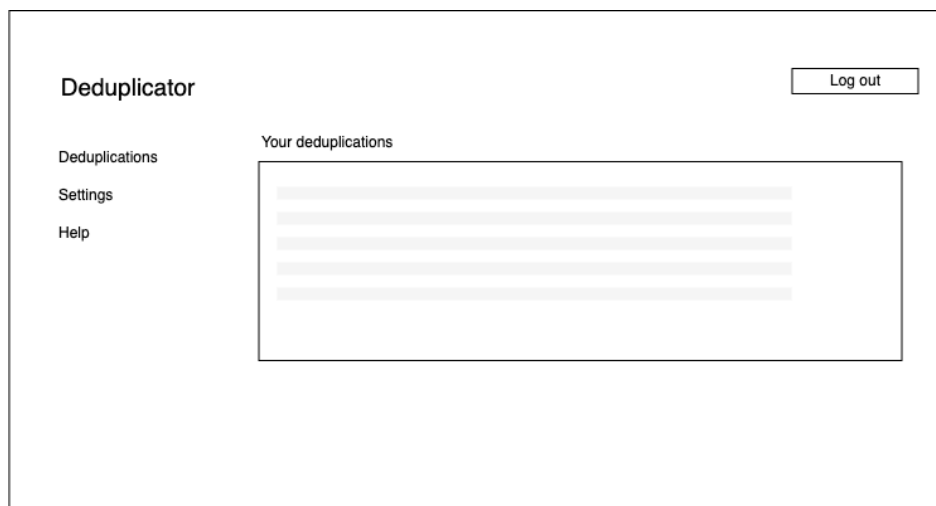 Deduplicator
Log out
Deduplications
Settings
Help
Your deduplications